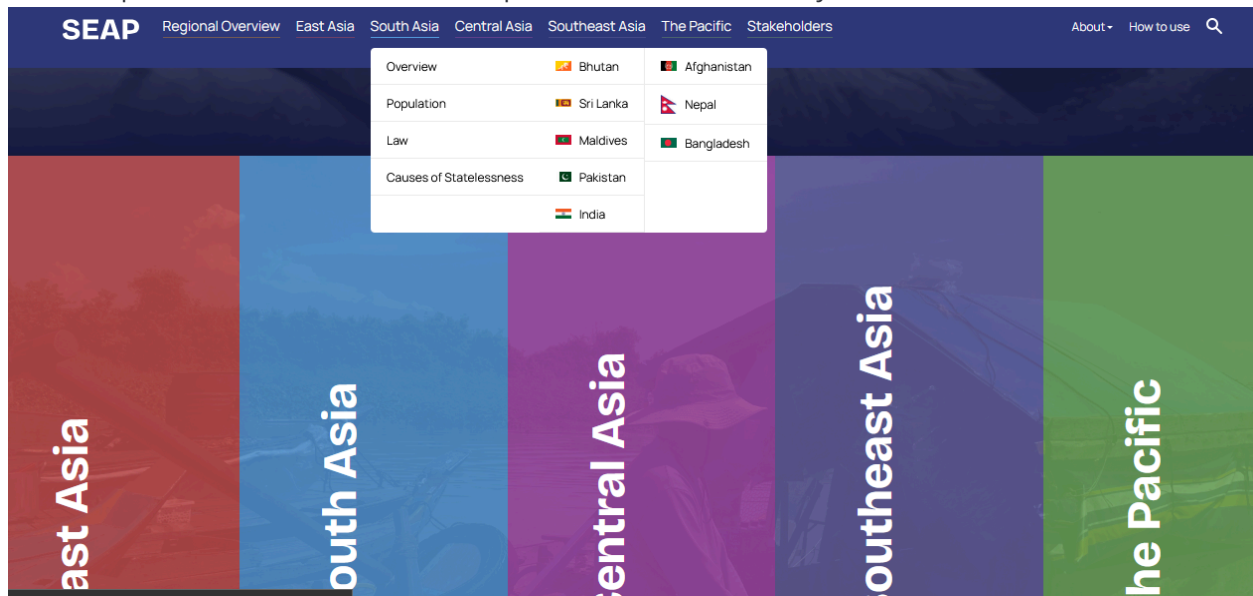 SEAP Regional Overview East Asia South Asia Central Asia Southeast Asia The Pacific Stakeholders About How to use
Overview Bhutan Afghanistan
Population Sri Lanka Nepal
Law Maldives Bangladesh
Causes of Statelessness Pakistan
India
ast Asia
outh Asia
entral Asia
outheast Asia
he Pacific